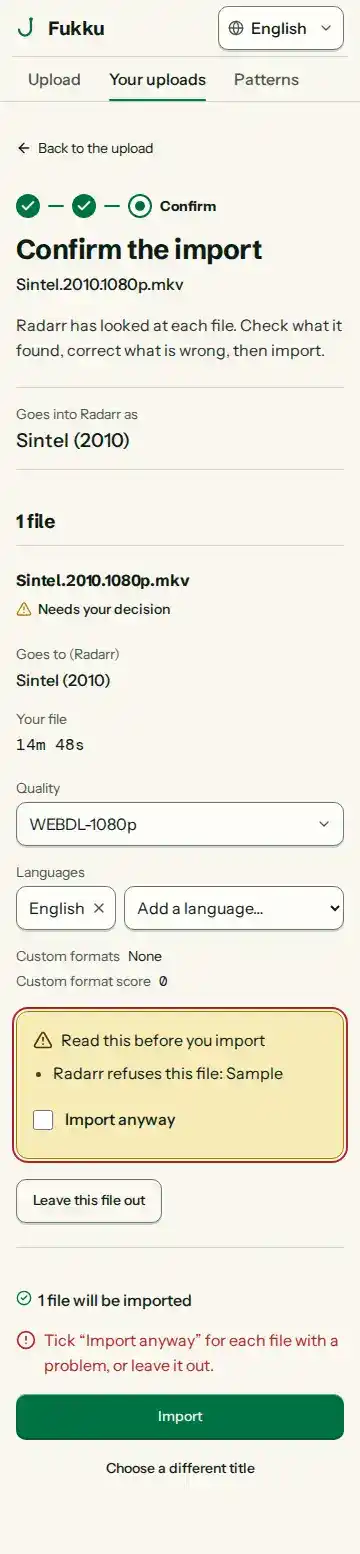 Fukku
English
Upload
Your uploads
Patterns
Back to the upload
Confirm
Confirm the import
Sintel.2010.1080p.mkv
Radarr has looked at each file. Check what it
found, correct what is wrong, then import.
Goes into Radarr as
Sintel (2010)
1 file
Sintel.2010.1080p.mkv
Needs your decision
Goes to (Radarr)
Sintel (2010)
Your file
14m 48s
Quality
WEBDL-1080p
Languages
English
Add a language...
Custom formats None
Custom format score 0
Read this before you import
• Radarr refuses this file: Sample
Import anyway
Leave this file out
1 file will be imported
Tick “Import anyway” for each file with a
problem, or leave it out.
Import
Choose a different title